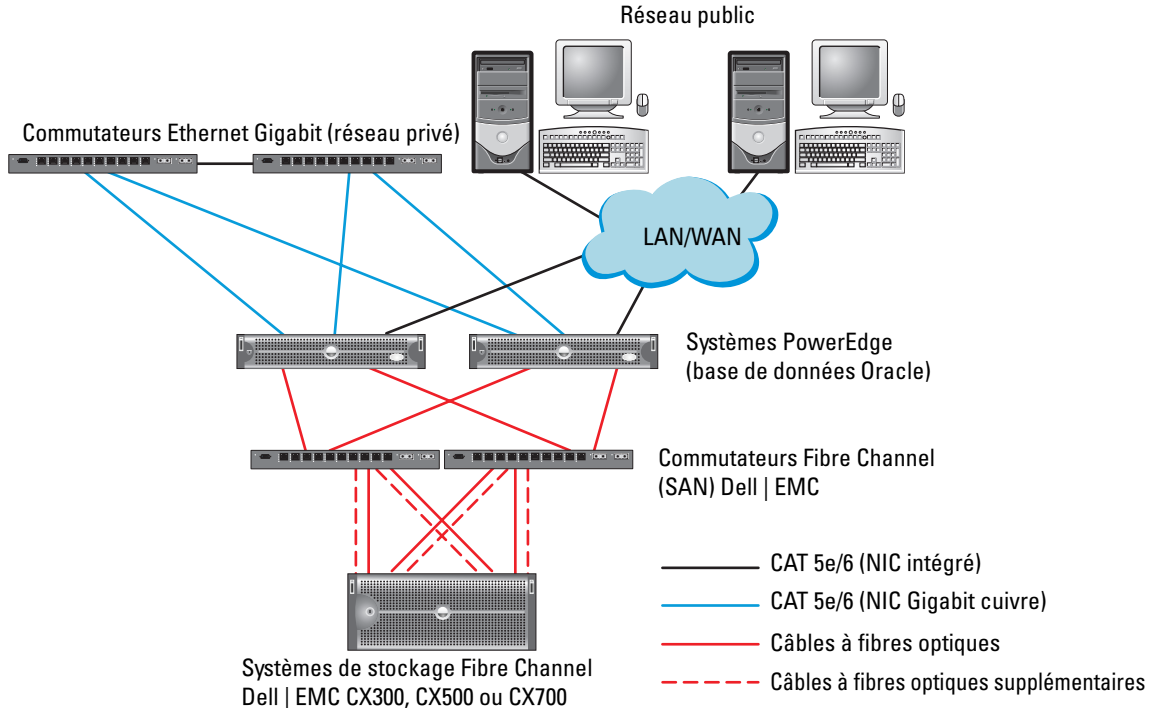 Réseau public
Commutateurs Ethernet Gigabit (réseau privé)
LAN/WAN
Systèmes PowerEdge
(base de données Oracle)
Commutateurs Fibre Channel
(SAN) Dell | EMC
CAT 5e/6 (NIC intégré)
CAT 5e/6 (NIC Gigabit cuivre)
Câbles à fibres optiques
Câbles à fibres optiques supplémentaires
Systèmes de stockage Fibre Channel
Dell | EMC CX300, CX500 ou CX700